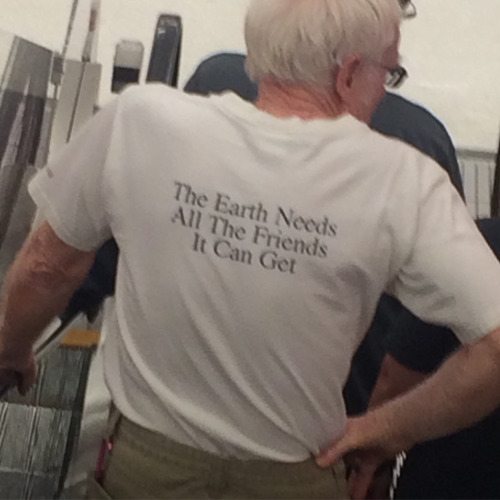 The Earth Needs
All The Friends
It Can Get